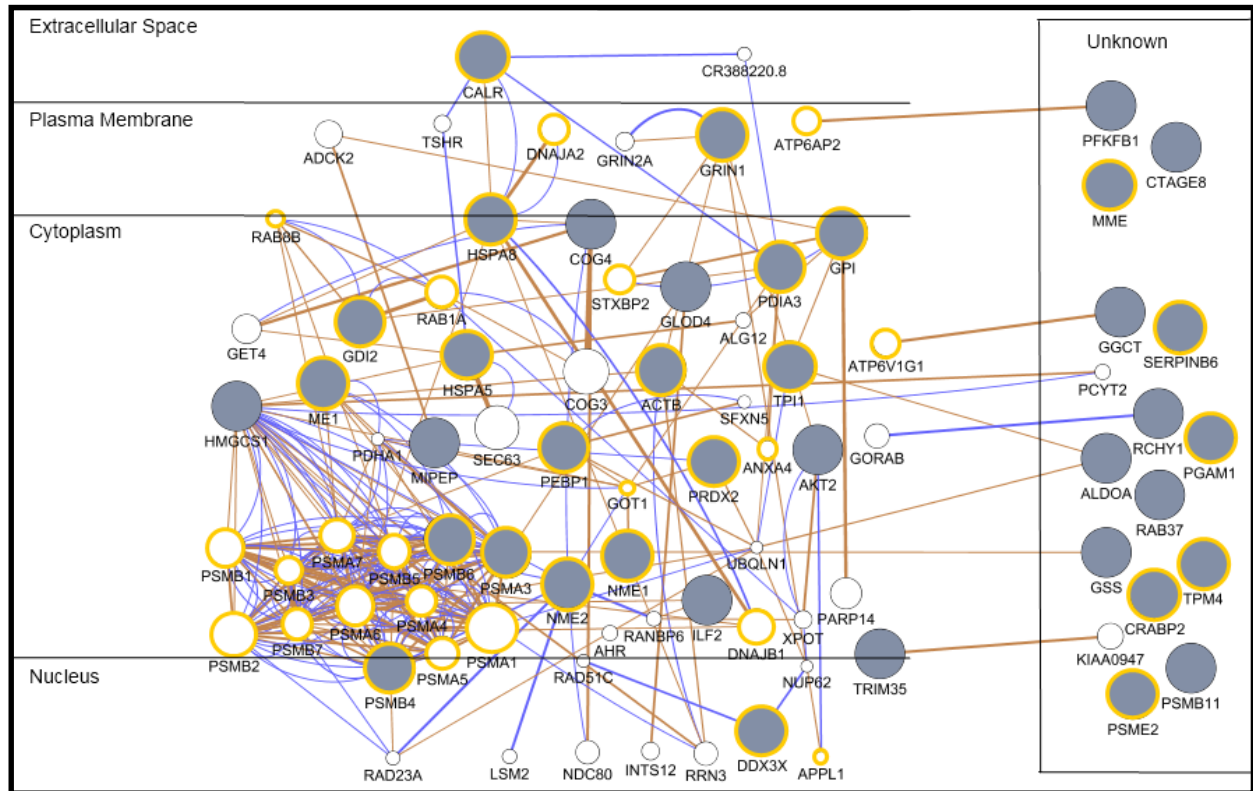 Extracellular Space
Unknown
CALR
CR388220.8
Plasma Membrane
ADCK2
TSHR
DNAJA2
GRIN2A
GRIN1
ATP6AP2
PFKFB1
CTAGE8
MME
Cytoplasm
RAB8B
HSPA8
COG4
STXBP2
PDIA3
GPI
GET4
GDI2
RAB1A
GLOD4
ALG12
ATP6V1G1
GGCT
SERPINB6
HSPA5
ME1
COG3
ACTB
TPI1
PCYT2
HMGCS1
PDHA1
MIPEP
SEC63
SFXN5
PEBP1
PRDX2
ANXA4
AKT2
GORAB
RCHY1
PGAM1
GOT1
ALDOA
RAB37
PSMB1
PSMA7
PSMB3
PSMB5
PSMB6
PSMA3
NME1
UBQLN1
GSS
TPM4
PSMB2
PSMB7
PSMA6
PSMA4
PSMA1
NME2
RANBP6
ILF2
DNAJB1
XPOT
PARP14
CRABP2
AHR
KIAA0947
Nucleus
PSMB4
PSMA5
RAD51C
NUP62
TRIM35
PSME2
PSMB11
RAD23A
LSM2
NDC80
INTS12
RRN3
DDX3X
APPL1